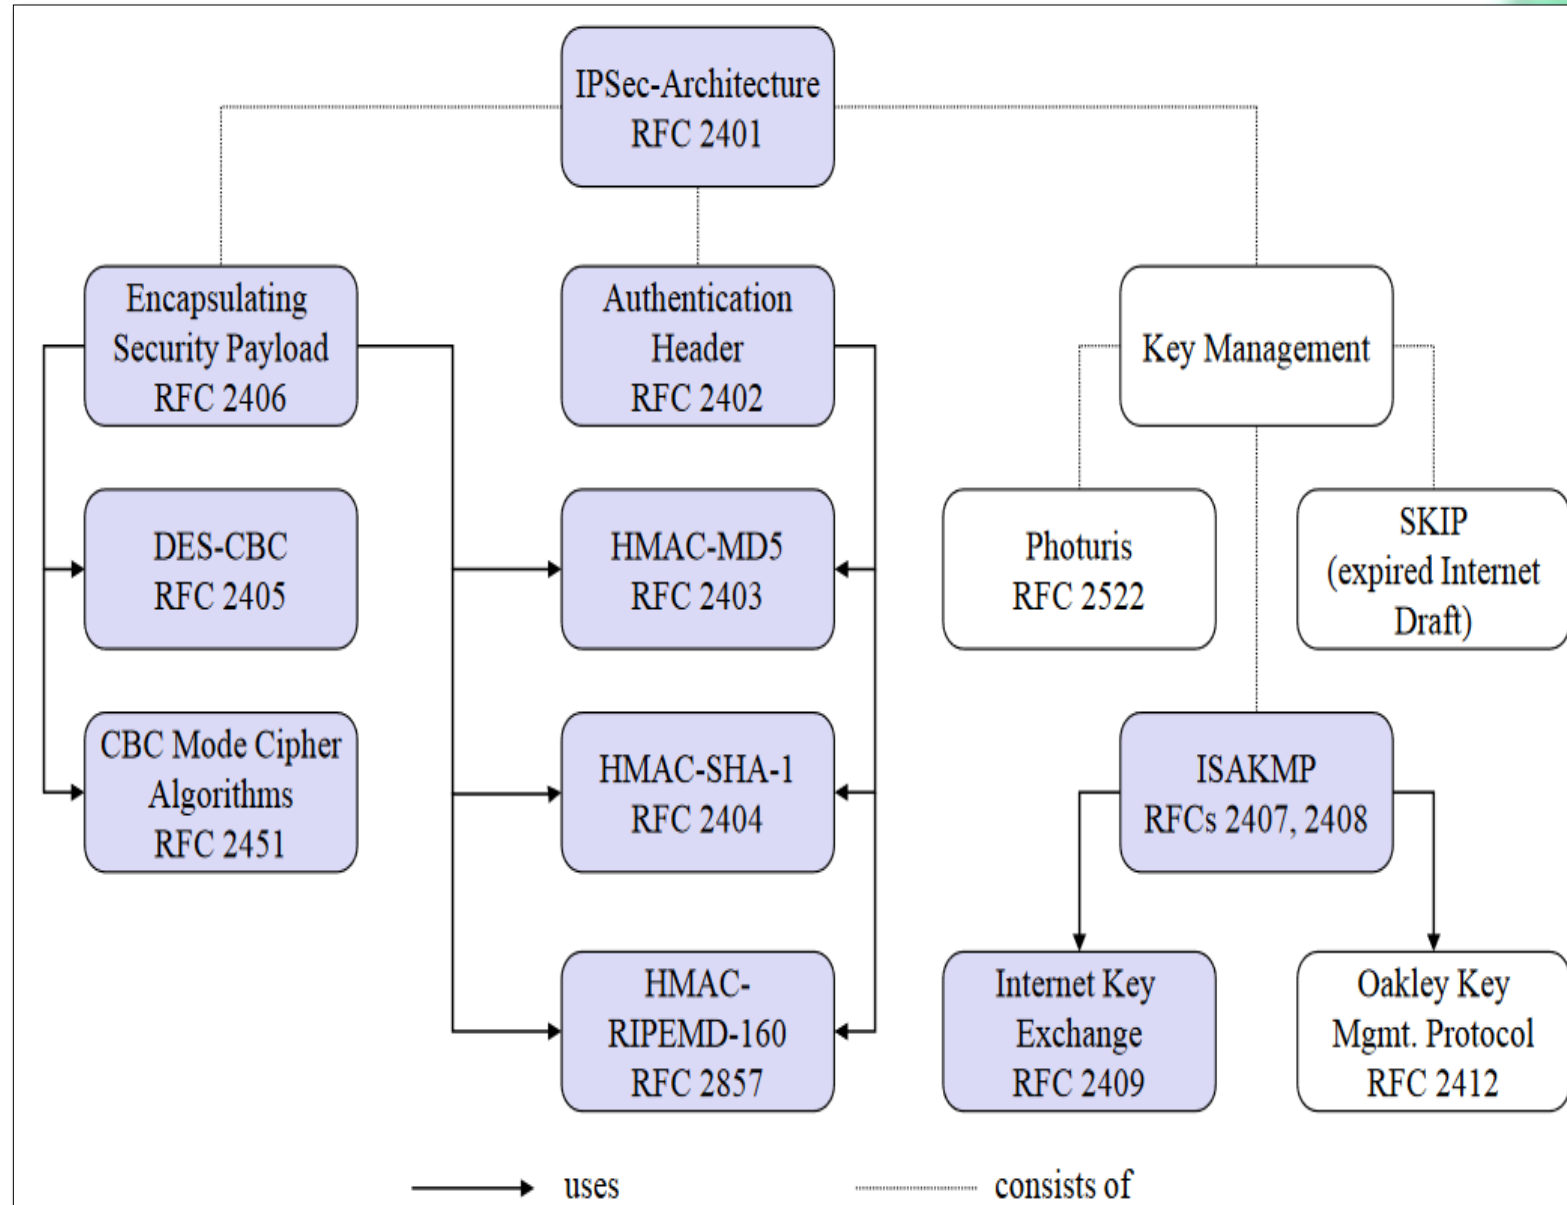 IPSec-Architecture
RFC 2401
Encapsulating
Security Payload
RFC 2406
Authentication
Header
RFC 2402
Key Management
DES-CBC
RFC 2405
HMAC-MD5
RFC 2403
Photuris
RFC 2522
SKIP
(expired Internet
Draft)
CBC Mode Cipher
Algorithms
RFC 2451
HMAC-SHA-1
RFC 2404
ISAKMP
RFCs 2407, 2408
HMAC-
RIPEMD-160
RFC 2857
Internet Key
Exchange
RFC 2409
Oakley Key
Mgmt. Protocol
RFC 2412
uses
consists of